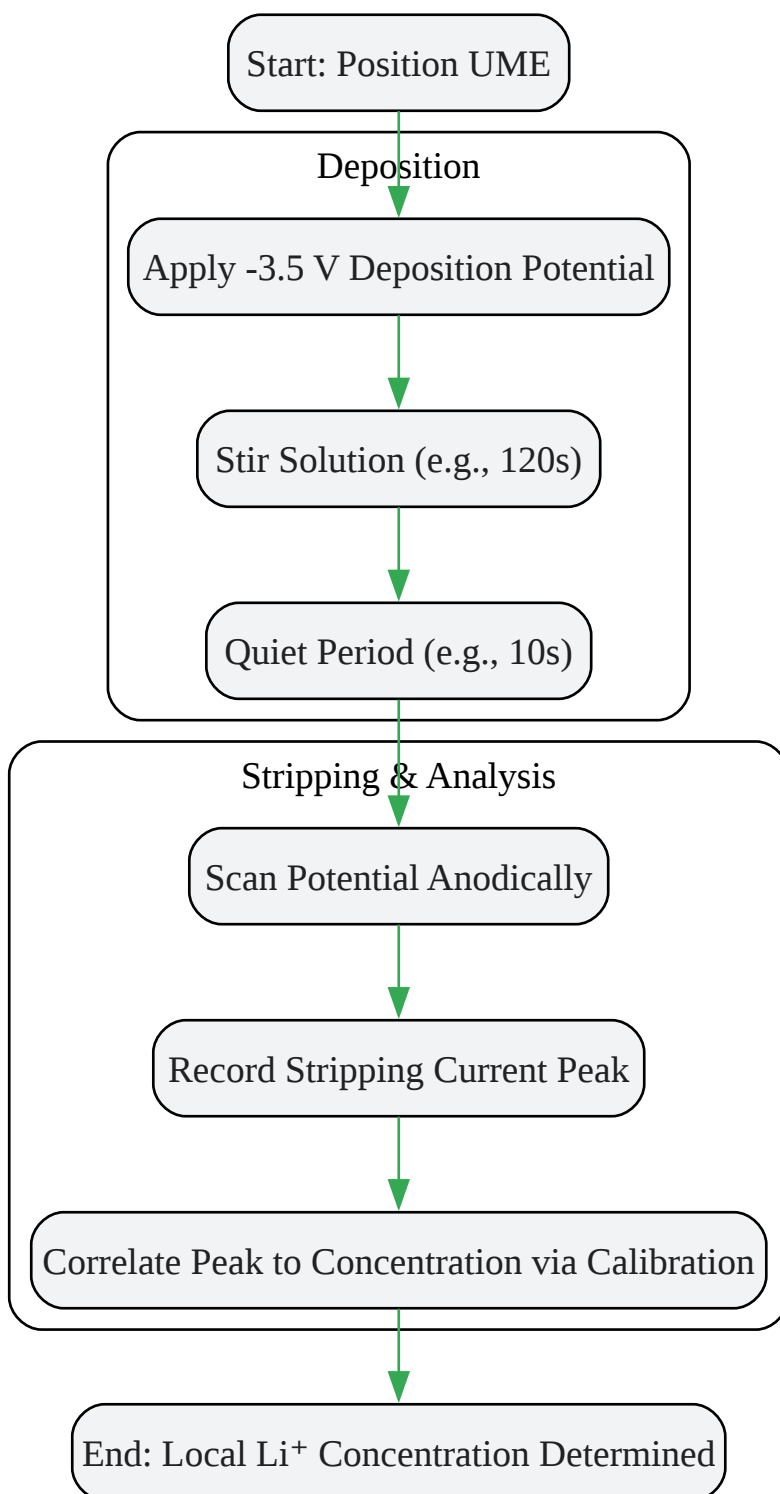 Start: Position UME
Deposition
Apply -3.5 V Deposition Potential
Stir Solution (e.g., 120s)
Quiet Period (e.g., 10s)
Stripping & Analysis
Scan Potential Anodically
Record Stripping Current Peak
Correlate Peak to Concentration via Calibration
End: Local Li⁺ Concentration Determined